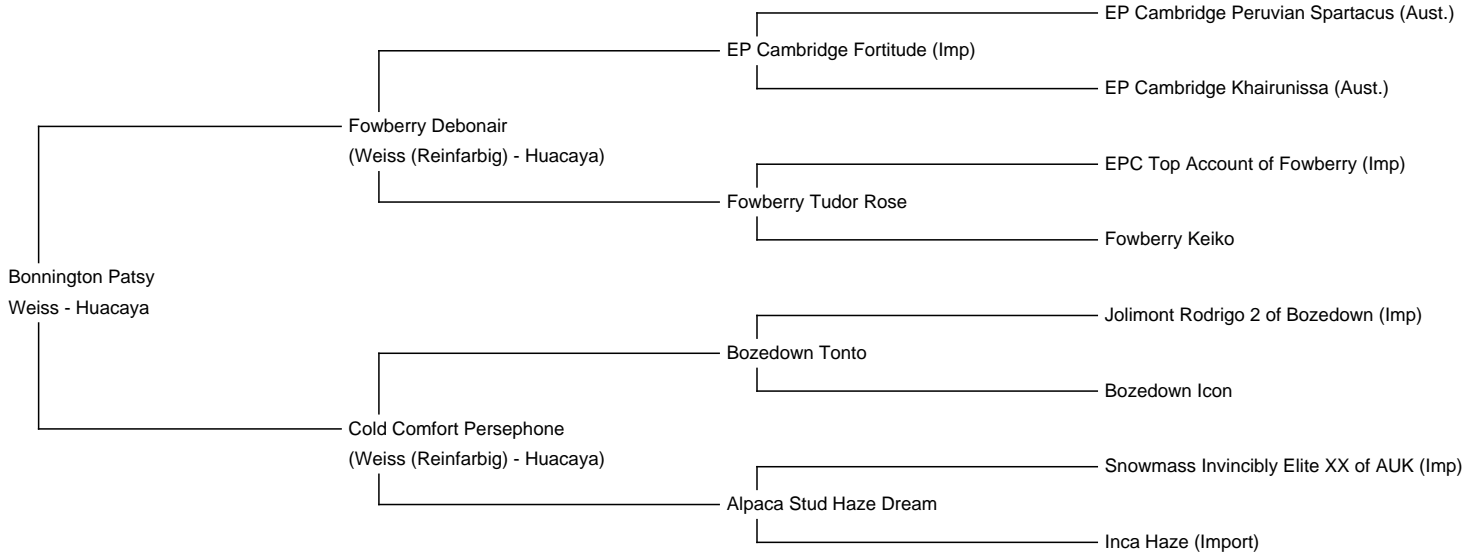 EP Cambridge Peruvian Spartacus (Aust.)
EP Cambridge Fortitude (Imp)
EP Cambridge Khairunissa (Aust.)
Fowberry Debonair
(Weiss (Reinfarbig) - Huacaya)
EPC Top Account of Fowberry (Imp)
Fowberry Tudor Rose
Fowberry Keiko
Bonnington Patsy
Weiss - Huacaya
Jolimont Rodrigo 2 of Bozedown (Imp)
Bozedown Tonto
Bozedown Icon
Cold Comfort Persephone
(Weiss (Reinfarbig) - Huacaya)
Snowmass Invincibly Elite XX of AUK (Imp)
Alpaca Stud Haze Dream
Inca Haze (Import)